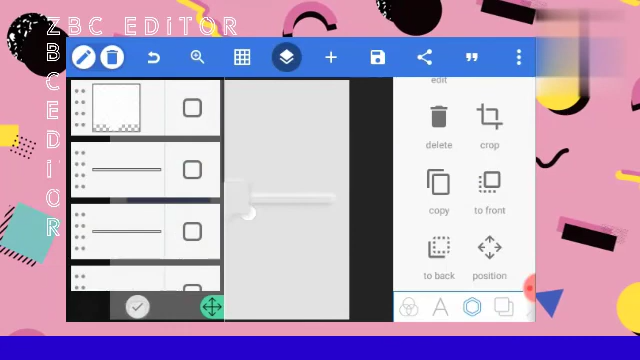 ZBC EDiTOR
B
C
E
D
i
O
R
edit
delete crop
copy to front
to back position